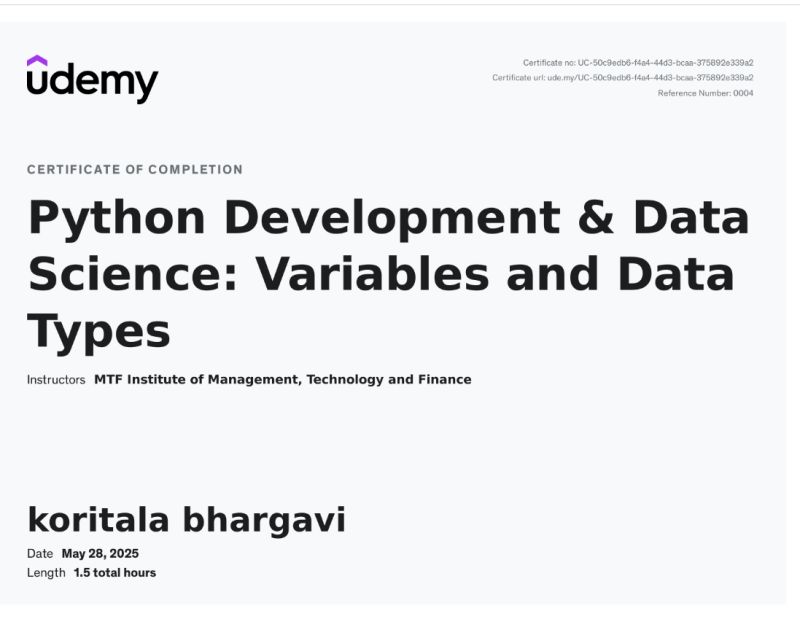 udemy
Certificate no: UC-50c9edb6-f4a4-44d3-bcaa-375892e339a2
Certificate url: ude.my/UC-50c9edb6-f4a4-44d3-bcaa-375892e339a2
Reference Number: 0004
CERTIFICATE OF COMPLETION
Python Development & Data
Science: Variables and Data
Types
Instructors MTF Institute of Management, Technology and Finance
koritala bhargavi
Date May 28, 2025
Length 1.5 total hours